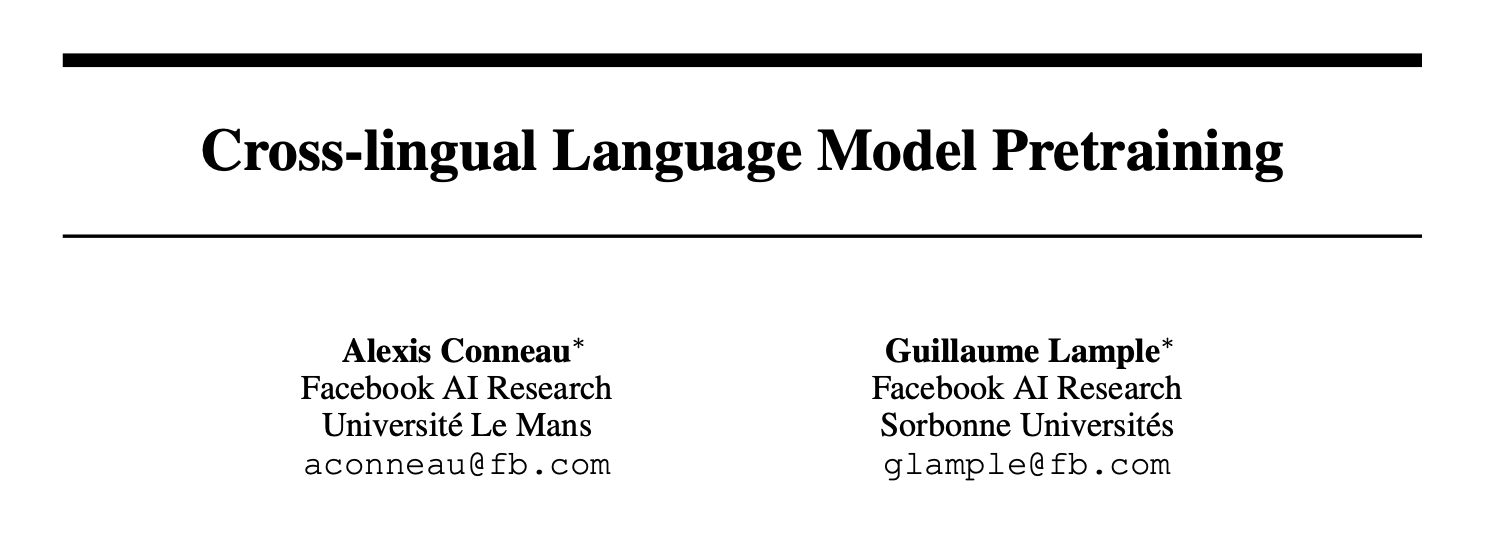 Cross-lingual Language Model Pretraining
Alexis Conneau*
Facebook AI Research
Université Le Mans
aconneau@fb.com
Guillaume Lample*
Facebook AI Research
Sorbonne Universités
glample@fb.com